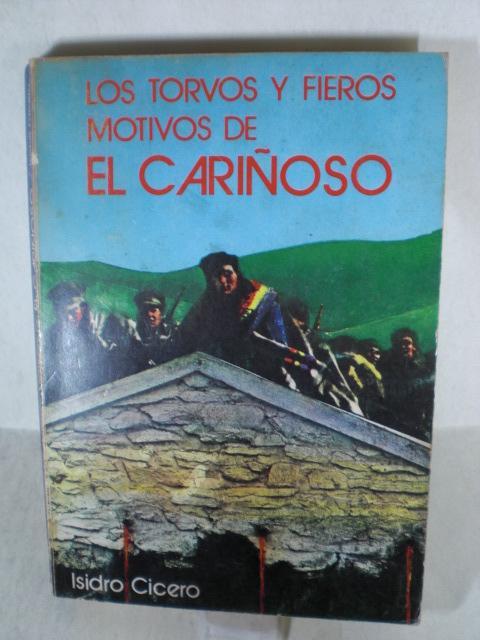 LOS TORVOS Y FIEROS
MOTIVOS DE
EL CARIÑOSO
Isidro Cicero